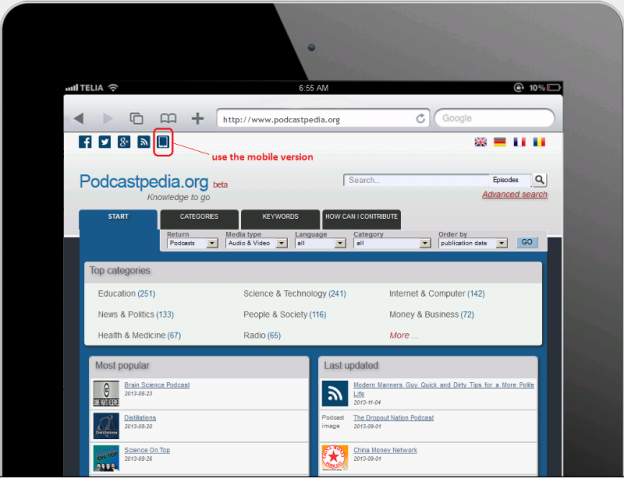 TELIA 6:55 AM 10%
http://www.podcastpedia.org Google
use the mobile version
Podcastpedia.org beta
Knowledge to go
Search... Episodes
Advanced search
START CATEGORIES KEYWORDS HOW CAN I CONTRIBUTE
Return Media type Language Category Order by
Podcasts Audio & Video all all publication date GO
Top categories
Education (251) Science & Technology (241) Internet & Computer (142)
News & Politics (133) People & Society (116) Money & Business (72)
Health & Medicine (67) Radio (65) More ...
Most popular
Brain Science Podcast
2013-08-23
Distillations
2013-08-20
Science On Top
2013-08-26
Last updated
Modern Manners Guy Quick and Dirty Tips for a More Polite
Life
2013-11-04
Podcast
image
The Dropout Nation Podcast
2013-09-01
China Money Network
2013-09-01